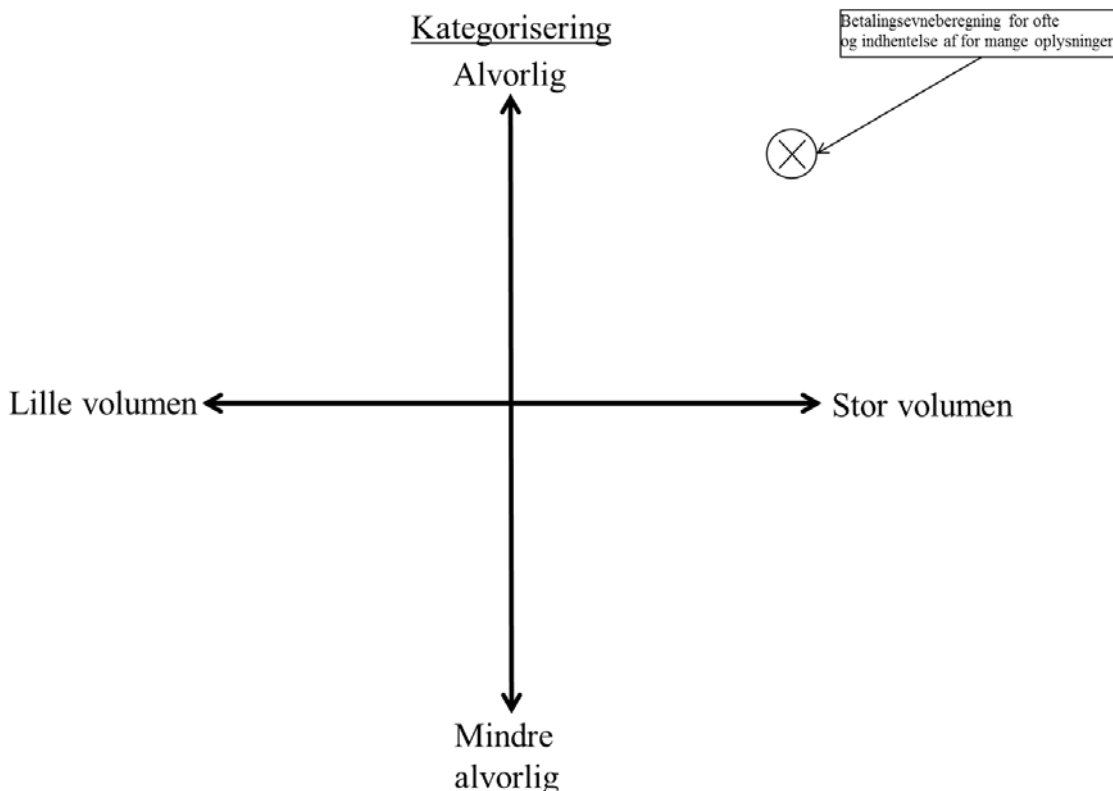 Kategorisering
Alvorlig
Betalingsevneberegning for ofte
og indhentelse af for mange oplysninger
Lille volumen
Stor volumen
Mindre
alvorlig